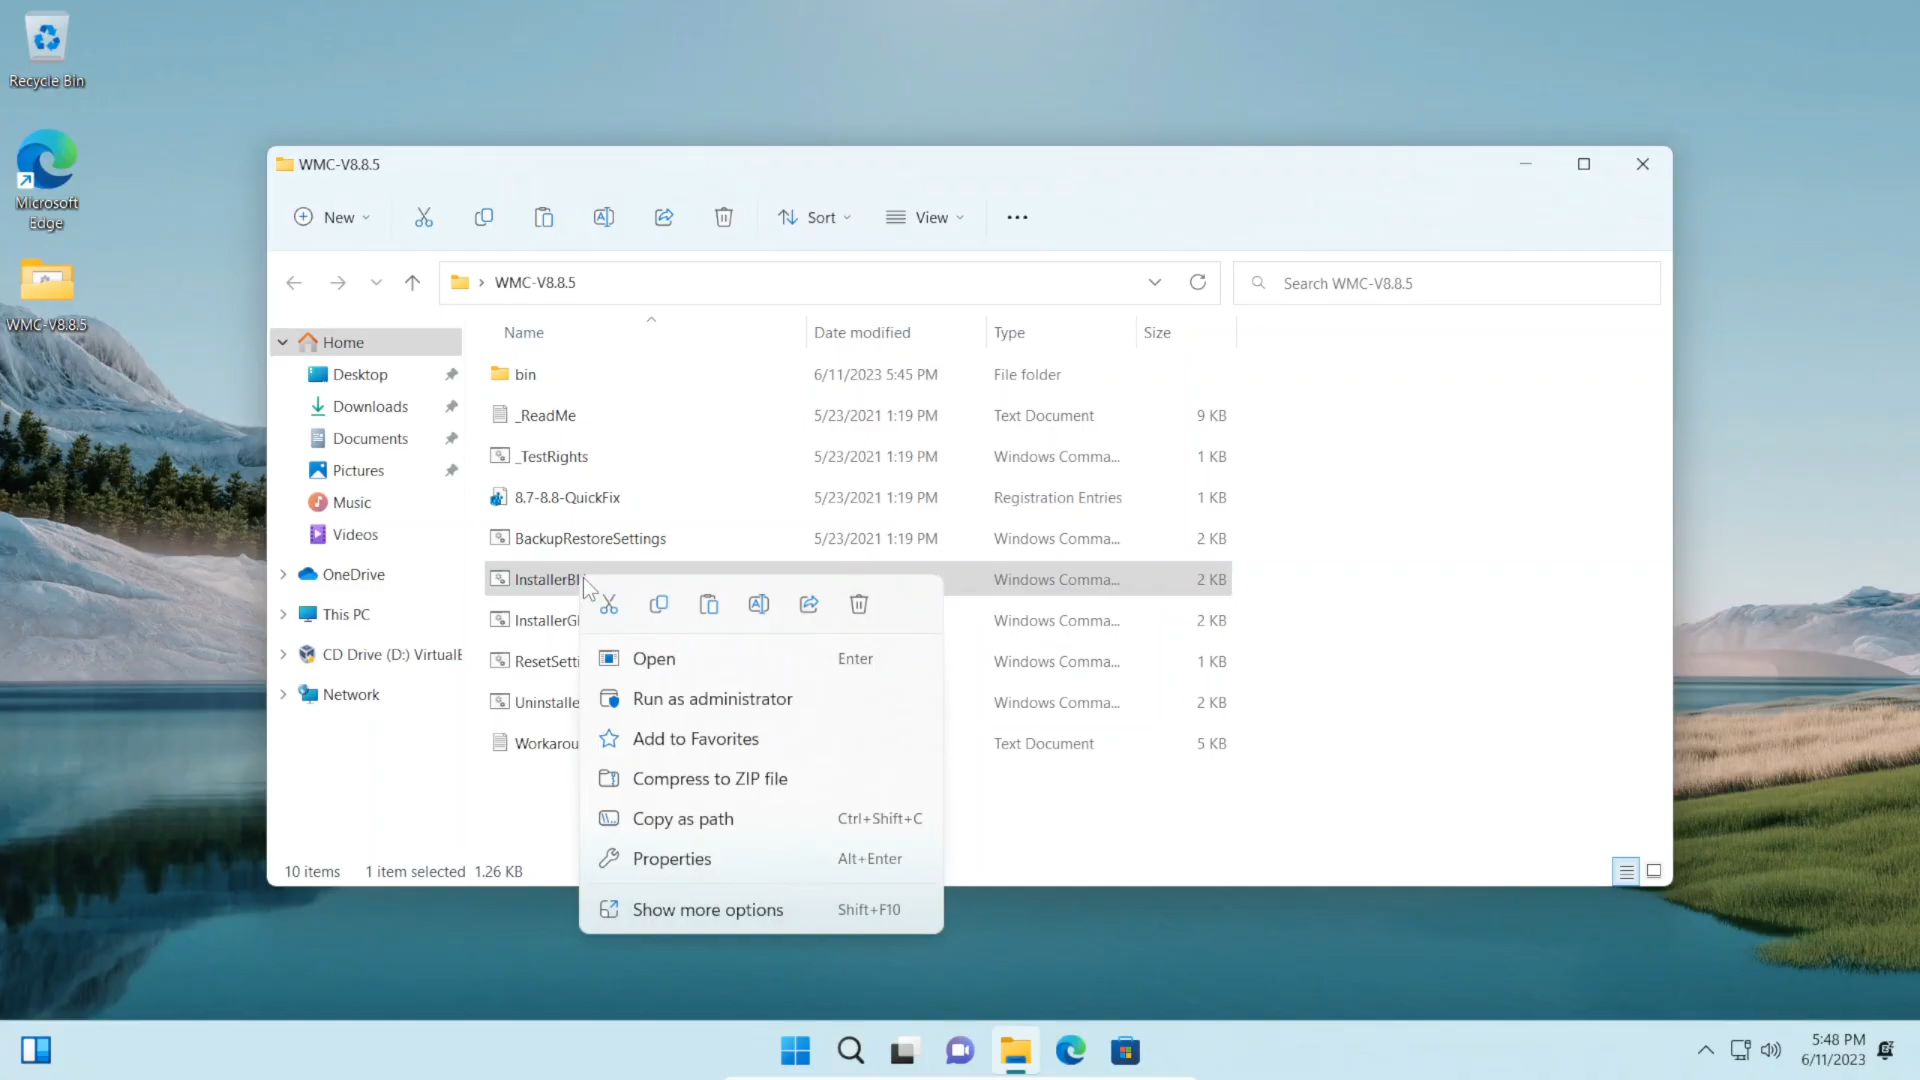 Recycle Bin
Microsoft
Edge
WMC-V8.8.5
WMC-V8.8.5
New
Sort
View
WMC-V8.8.5
Search WMC-V8.8.5
Home
Desktop
Downloads
Documents
Pictures
Music
Videos
OneDrive
This PC
CD Drive (D:) VirtualB
Network
Name Date modified Type Size
bin 6/11/2023 5:45 PM File folder
_ReadMe 5/23/2021 1:19 PM Text Document 9 KB
_TestRights 5/23/2021 1:19 PM Windows Comma... 1 KB
8.7-8.8-QuickFix 5/23/2021 1:19 PM Registration Entries 1 KB
BackupRestoreSettings 5/23/2021 1:19 PM Windows Comma... 2 KB
InstallerBl Windows Comma... 2 KB
InstallerG Windows Comma... 2 KB
ResetSetti Windows Comma... 1 KB
Uninstalle Windows Comma... 2 KB
Workarou Text Document 5 KB
Open Enter
Run as administrator
Add to Favorites
Compress to ZIP file
Copy as path Ctrl+Shift+C
Properties Alt+Enter
Show more options Shift+F10
10 items 1 item selected 1.26 KB
5:48 PM
6/11/2023